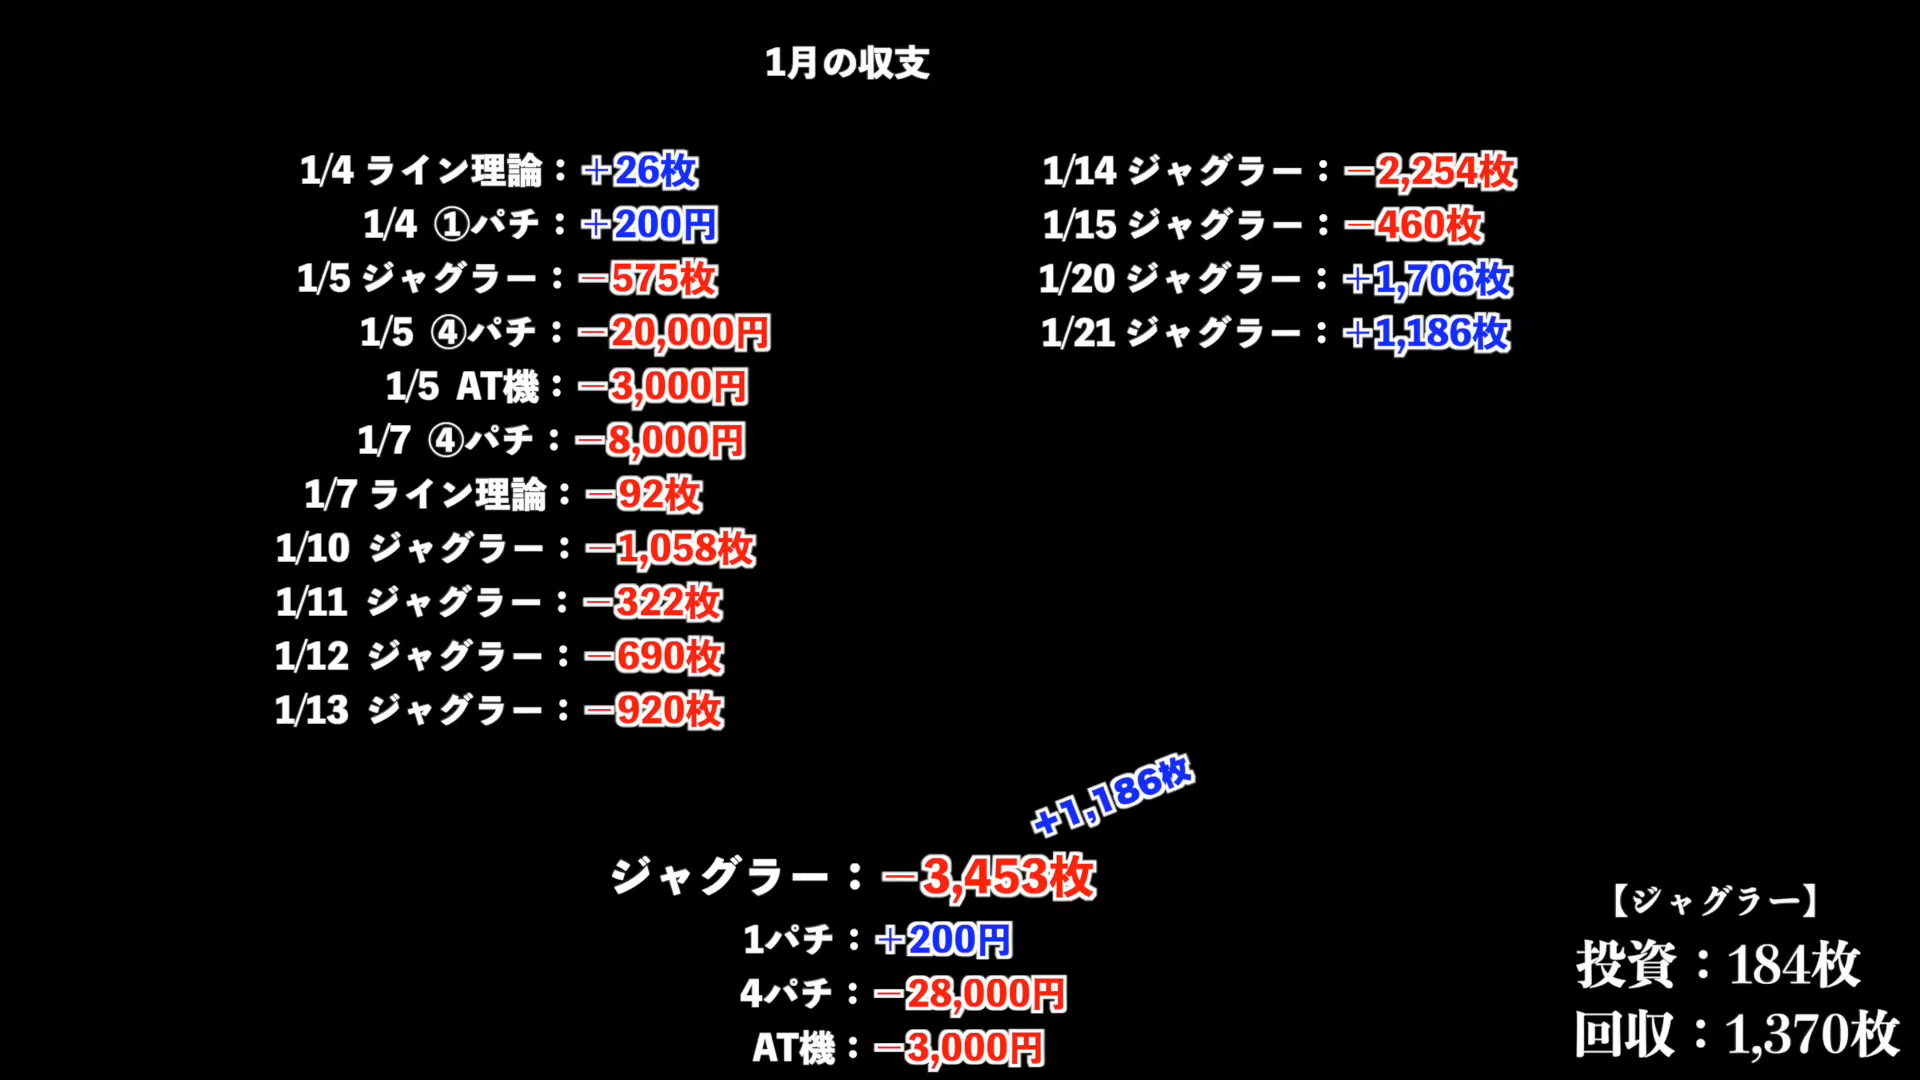 1月の収支
1/4 ライン理論：＋26枚
1/4 ①パチ：＋200円
1/5 ジャグラー：－575枚
1/5 ④パチ：－20,000円
1/5 AT機：－3,000円
1/7 ④パチ：－8,000円
1/7 ライン理論：－92枚
1/10 ジャグラー：－1,058枚
1/11 ジャグラー：－322枚
1/12 ジャグラー：－690枚
1/13 ジャグラー：－920枚
1/14 ジャグラー：－2,254枚
1/15 ジャグラー：－460枚
1/20 ジャグラー：＋1,706枚
1/21 ジャグラー：＋1,186枚
+1,186枚
ジャグラー：－3,453枚
1パチ：＋200円
4パチ：－28,000円
AT機：－3,000円
【ジャグラー】
投資：184枚
回収：1,370枚